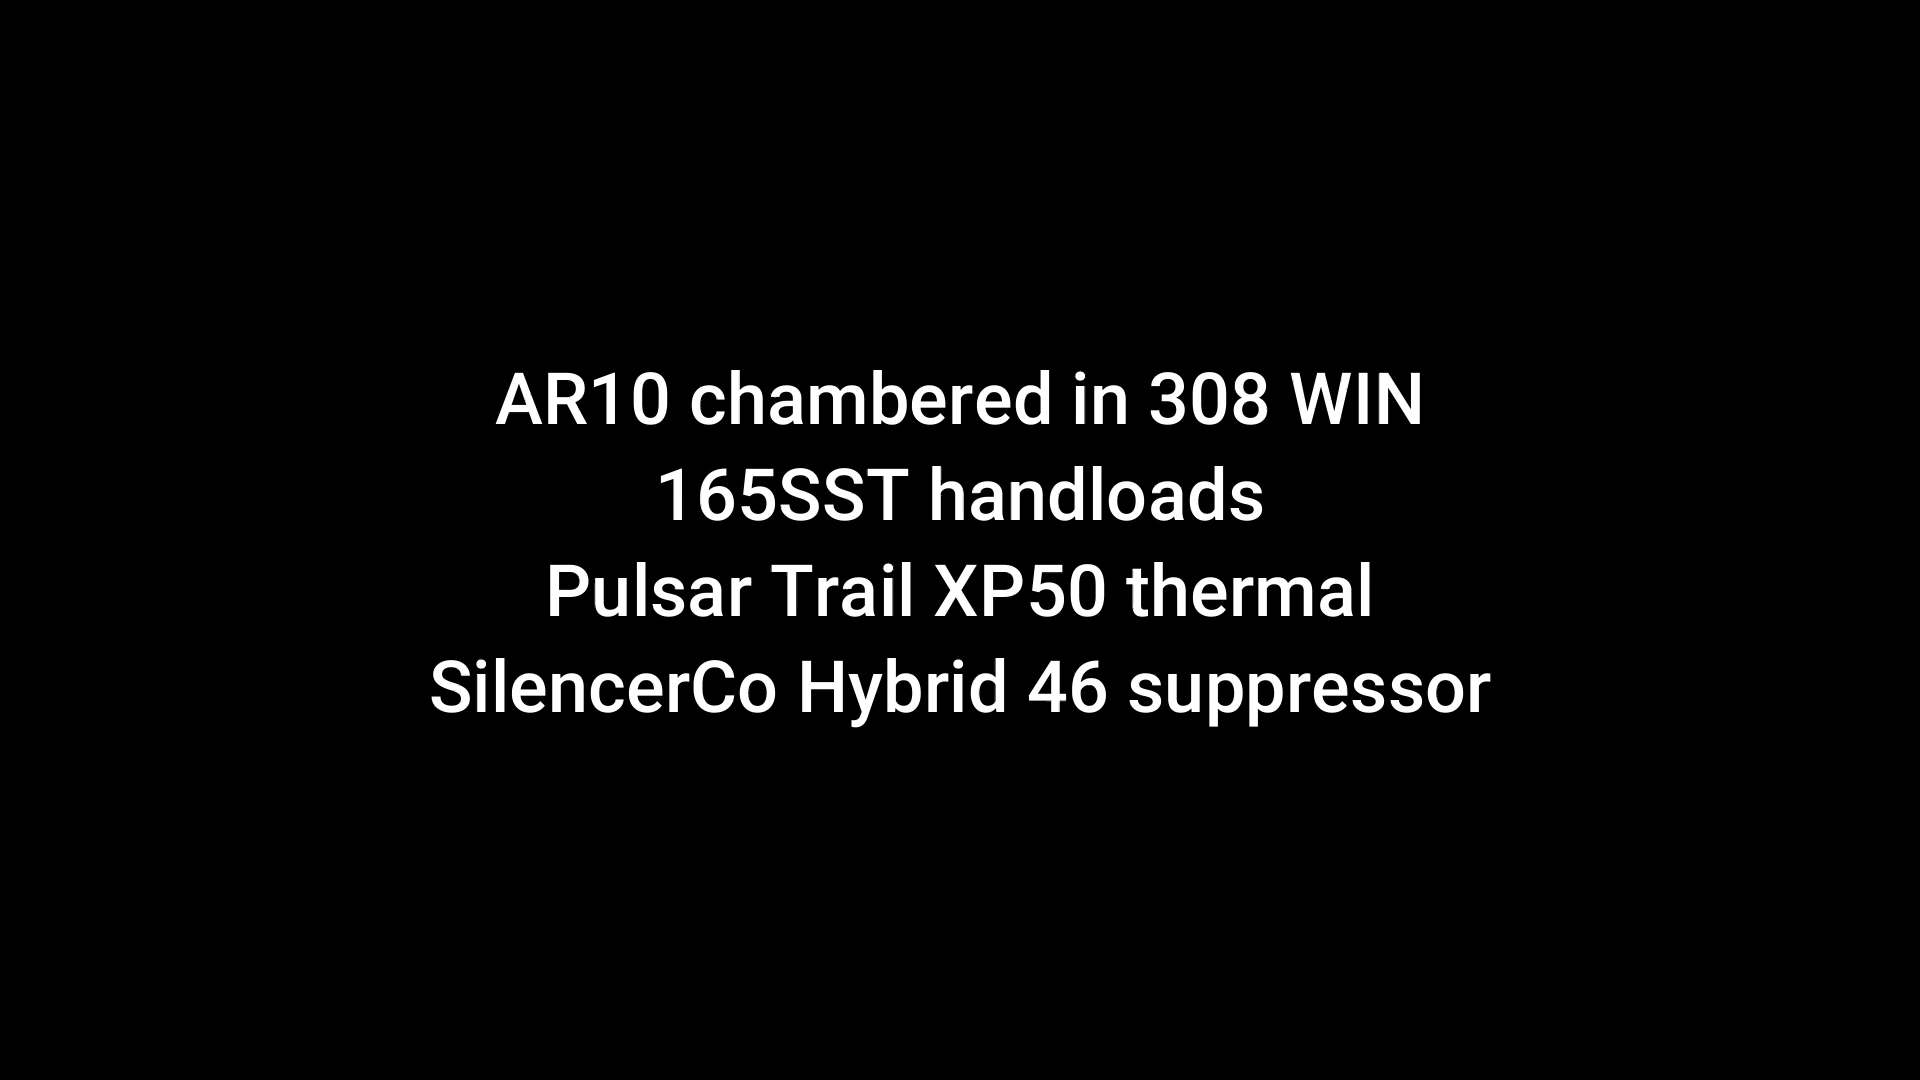 AR10 chambered in 308 WIN
165SST handloads
Pulsar Trail XP50 thermal
SilencerCo Hybrid 46 suppressor